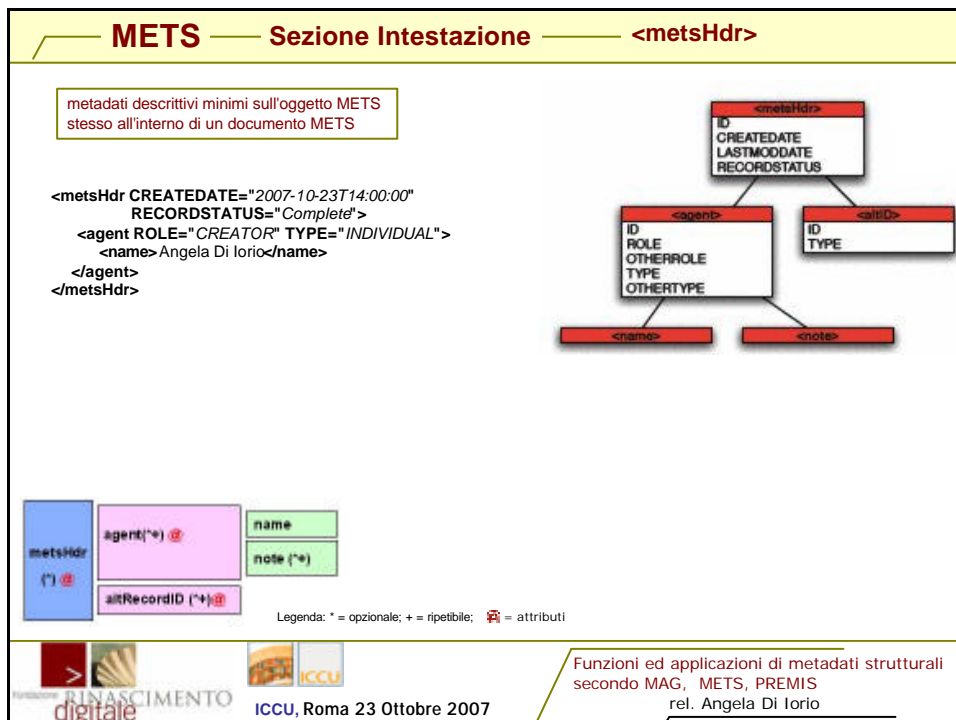 METS Sezione Intestazione <metsHdr>
metadati descrittivi minimi sull'oggetto METS
stesso all'interno di un documento METS
<metsHdr CREATEDATE="2007-10-23T14:00:00"
RECORDSTATUS="Complete">
<agent ROLE="CREATOR" TYPE="INDIVIDUAL">
<name>Angela Di Iorio</name>
</agent>
</metsHdr>
<metsHdr>
ID
CREATEDATE
LASTMODDATE
RECORDSTATUS
<agent>
ID
ROLE
OTHERROLE
TYPE
OTHERTYPE
<altID>
ID
TYPE
<name>
<note>
metsHdr
(*) @
agent(*+) @
name
note (*+)
altRecordID (*+)@
Legenda: * = opzionale; + = ripetibile; @ = attributi
Fondazione
RINASCIMENTO
digitale
ICCU
ICCU, Roma 23 Ottobre 2007
Funzioni ed applicazioni di metadati strutturali
secondo MAG, METS, PREMIS
rel. Angela Di Iorio